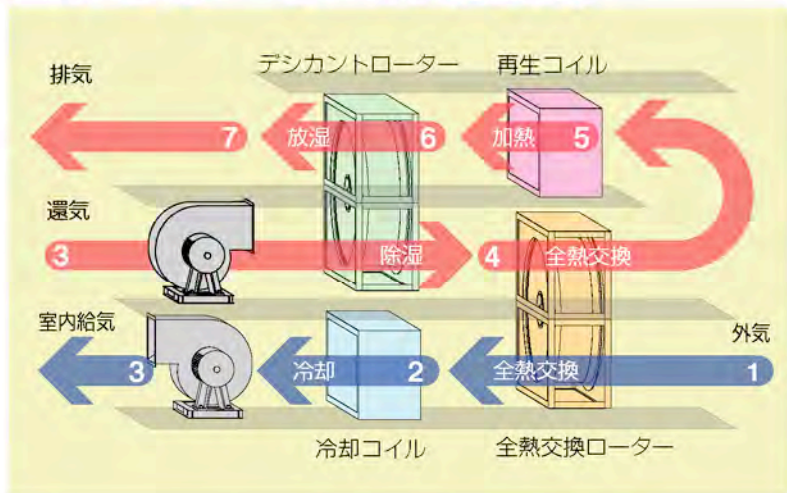 デシカントローター
再生コイル
排気
7
放湿
6
加熱
5
還気
3
除湿
4
全熱交換
室内給気
外気
3
冷却
2
全熱交換
1
冷却コイル
全熱交換ローター